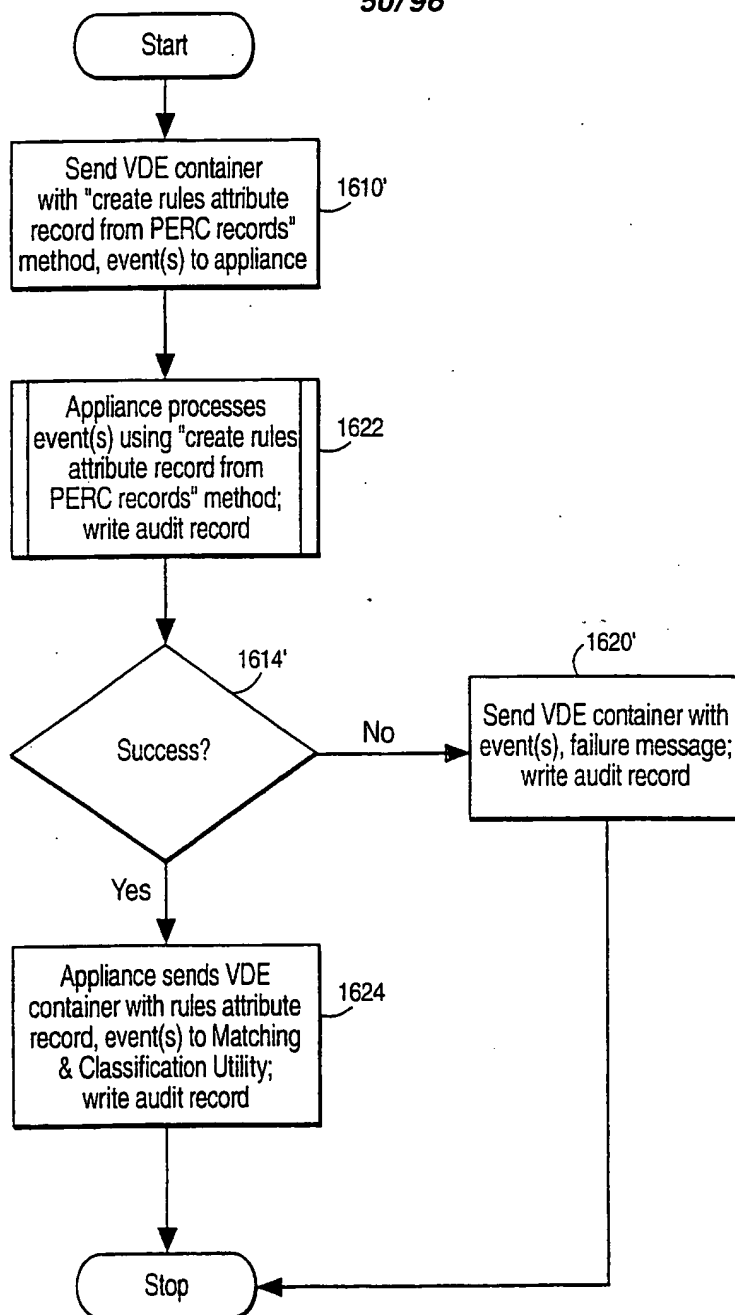 50/96
Start
Send VDE container
with "create rules attribute
record from PERC records"
method, event(s) to appliance
1610'
Appliance processes
event(s) using "create rules
attribute record from
PERC records" method;
write audit record
1622
1614'
Success?
No
1620'
Send VDE container with
event(s), failure message;
write audit record
Yes
Appliance sends VDE
container with rules attribute
record, event(s) to Matching
& Classification Utility;
write audit record
1624
Stop